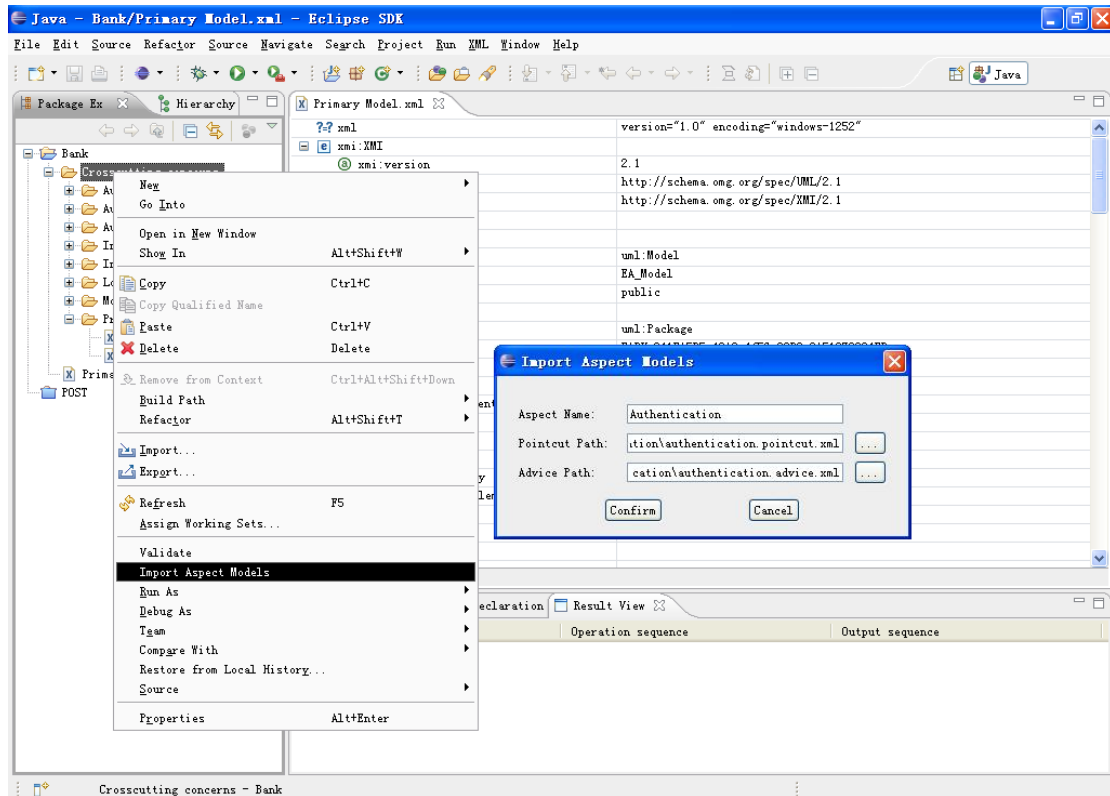 Java - Bank/Primary Model.xml - Eclipse SDK
File Edit Source Refactor Source Navigate Search Project Run XML Window Help
Java
Package Ex Hierarchy
Primary Model.xml
Bank
POST
?=? xml version="1.0" encoding="windows-1252"
e xmi:XMI
a xmi:version 2.1
http://schema.omg.org/spec/UML/2.1
http://schema.omg.org/spec/XMI/2.1
uml:Model
EA_Model
public
uml:Package
New
Go Into
Open in New Window
Show In Alt+Shift+W
Copy Ctrl+C
Copy Qualified Name
Paste Ctrl+V
Delete Delete
Remove from Context Ctrl+Alt+Shift+Down
Build Path
Refactor Alt+Shift+T
Import...
Export...
Refresh F5
Assign Working Sets...
Validate
Import Aspect Models
Run As
Debug As
Team
Compare With
Restore from Local History...
Source
Properties Alt+Enter
Import Aspect Models
Aspect Name: Authentication
Pointcut Path: tion\authentication.pointcut.xml ...
Advice Path: cation\authentication.advice.xml ...
Confirm Cancel
eclaration Result View
Operation sequence Output sequence
Crosscutting concerns - Bank